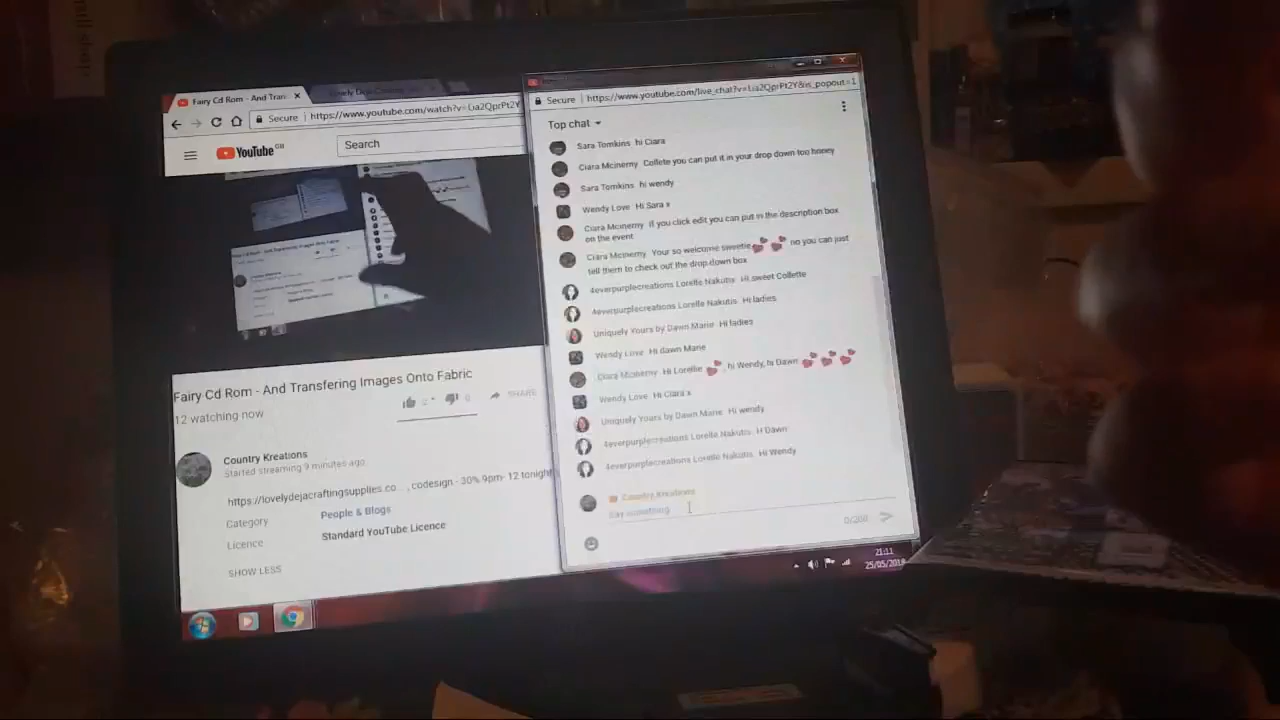 Fairy Cd Rom - And Tran
Secure
https://www.youtube.com/watch?v=
YouTube GB
Search
Fairy Cd Rom - And Transfering Images Onto Fabric
12 watching now
SHARE
Country Kreations
Started streaming 9 minutes ago
https://lovelydejacraftingsupplies.co... , codesign - 30% 9pm- 12 tonight
Category
People & Blogs
Licence
Standard YouTube Licence
SHOW LESS
Secure
https://www.youtube.com/live_chat?v=
Top chat
Sara Tomkins hi Ciara
Ciara Mcinerny Collete you can put it in your drop down too honey
Sara Tomkins hi wendy
Wendy Love Hi Sara x
Ciara Mcinerny if you click edit you can put in the description box
on the event
Ciara Mcinerny Your so welcome sweetie no you can just
tell them to check out the drop down box
4everpurplecreations Lorelle Nakutis Hi sweet Collette
4everpurplecreations Lorelle Nakutis Hi ladies
Uniquely Yours by Dawn Marie Hi ladies
Wendy Love Hi dawn Marie
Ciara Mcinerny Hi Lorellie , hi Wendy, hi Dawn
Wendy Love Hi Ciara x
Uniquely Yours by Dawn Marie Hi wendy
4everpurplecreations Lorelle Nakutis H Dawn
4everpurplecreations Lorelle Nakutis Hi Wendy
Country Kreations
Say something
0/200
21:11
25/05/2018